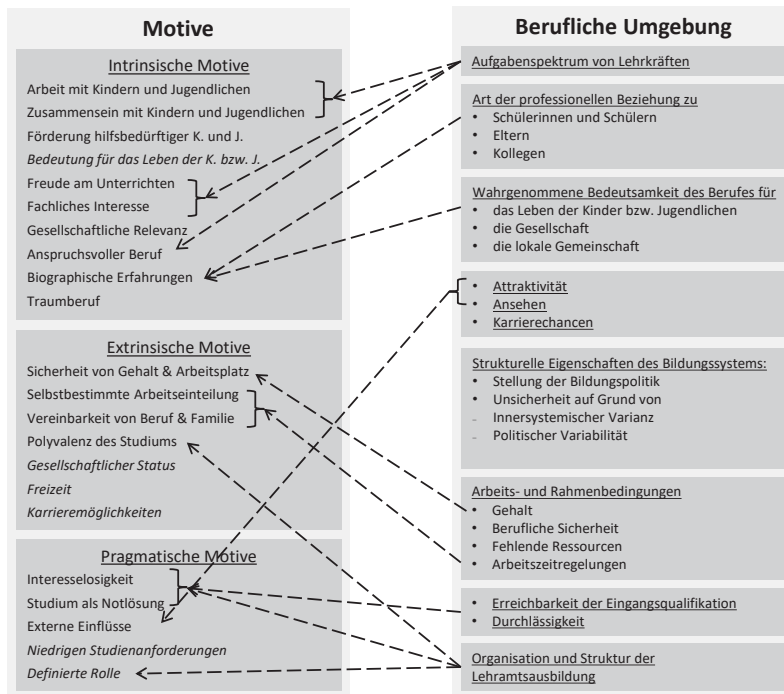 Motive
Intrinsische Motive
Arbeit mit Kindern und Jugendlichen
Zusammensein mit Kindern und Jugendlichen
Förderung hilfsbedürftiger K. und J.
Bedeutung für das Leben der K. bzw. J.
Freude am Unterrichten
Fachliches Interesse
Gesellschaftliche Relevanz
Anspruchsvoller Beruf
Biographische Erfahrungen
Traumberuf
Extrinsische Motive
Sicherheit von Gehalt & Arbeitsplatz
Selbstbestimmte Arbeitseinteilung
Vereinbarkeit von Beruf & Familie
Polyvalenz des Studiums
Gesellschaftlicher Status
Freizeit
Karrieremöglichkeiten
Pragmatische Motive
Interesselosigkeit
Studium als Notlösung
Externe Einflüsse
Niedrigen Studienanforderungen
Definierte Rolle
Berufliche Umgebung
Aufgabenspektrum von Lehrkräften
Art der professionellen Beziehung zu
• Schülerinnen und Schülern
• Eltern
• Kollegen
Wahrgenommene Bedeutsamkeit des Berufes für
• das Leben der Kinder bzw. Jugendlichen
• die Gesellschaft
• die lokale Gemeinschaft
• Attraktivität
• Ansehen
• Karrierechancen
Strukturelle Eigenschaften des Bildungssystems:
• Stellung der Bildungspolitik
• Unsicherheit auf Grund von
- Innersystemischer Varianz
- Politischer Variabilität
Arbeits- und Rahmenbedingungen
• Gehalt
• Berufliche Sicherheit
• Fehlende Ressourcen
• Arbeitszeitregelungen
• Erreichbarkeit der Eingangsqualifikation
• Durchlässigkeit
Organisation und Struktur der
Lehramtsausbildung